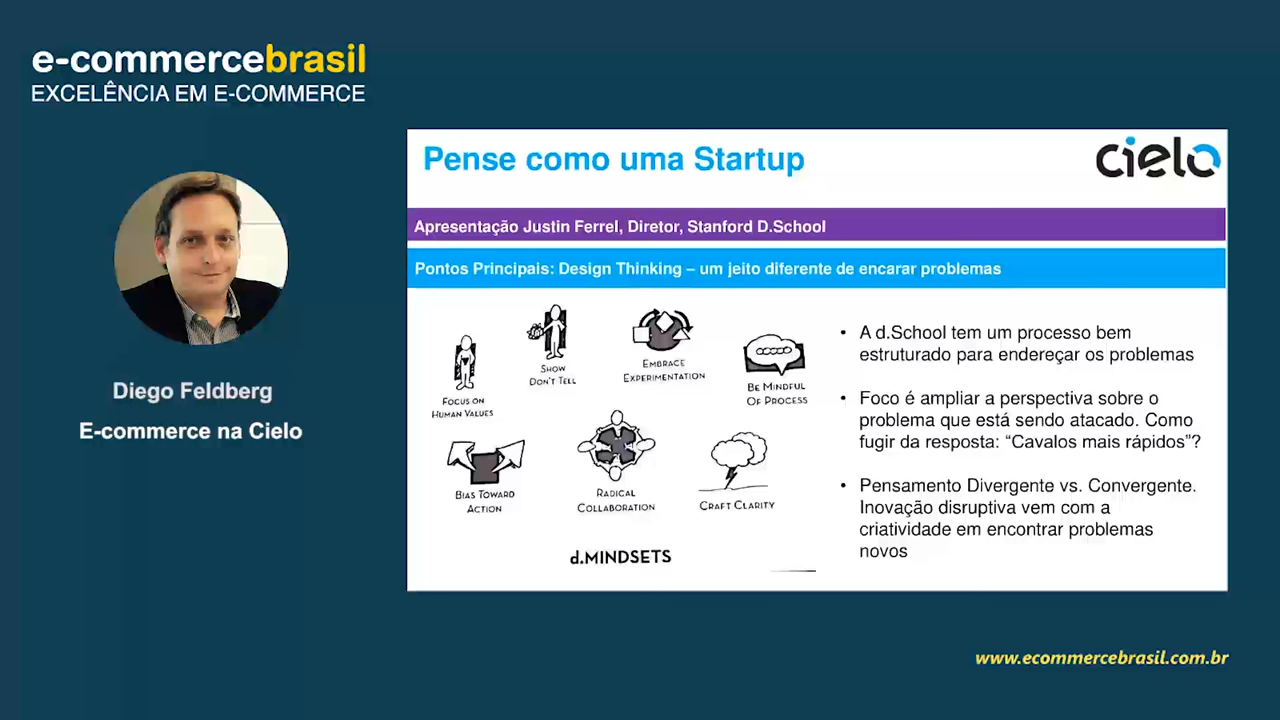 e-commercebrasil
EXCELÊNCIA EM E-COMMERCE
Diego Feldberg
E-commerce na Cielo
Pense como uma Startup
cielo
Apresentação Justin Ferrel, Diretor, Stanford D.School
Pontos Principais: Design Thinking – um jeito diferente de encarar problemas
FOCUS ON
HUMAN VALUES
SHOW
DON'T TELL
EMBRACE
EXPERIMENTATION
BE MINDFUL
OF PROCESS
BIAS TOWARD
ACTION
RADICAL
COLLABORATION
CRAFT CLARITY
d.MINDSETS
• A d.School tem um processo bem
estruturado para endereçar os problemas
• Foco é ampliar a perspectiva sobre o
problema que está sendo atacado. Como
fugir da resposta: “Cavalos mais rápidos”?
• Pensamento Divergente vs. Convergente.
Inovação disruptiva vem com a
criatividade em encontrar problemas
novos
www.ecommercebrasil.com.br